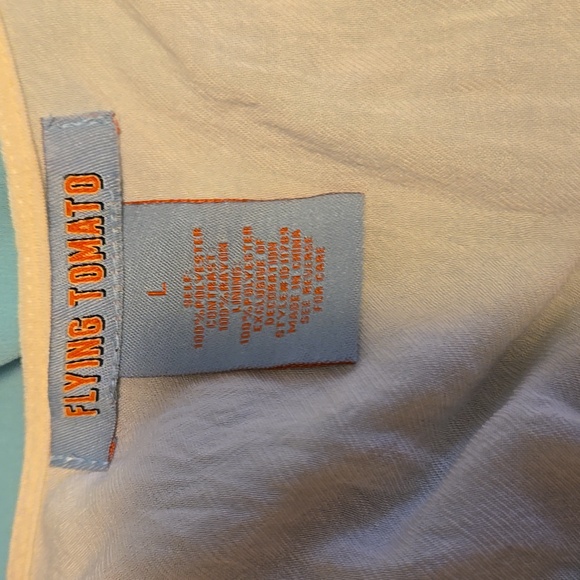 FLYING TOMATO
L
SELF
100%POLYESTER
CONTRAST
100%RAYON
LINING
100%POLYESTER
EXCLUSIVE OF
DECORATION
MADE IN CHINA
SEE REVERSE
FOR CARE